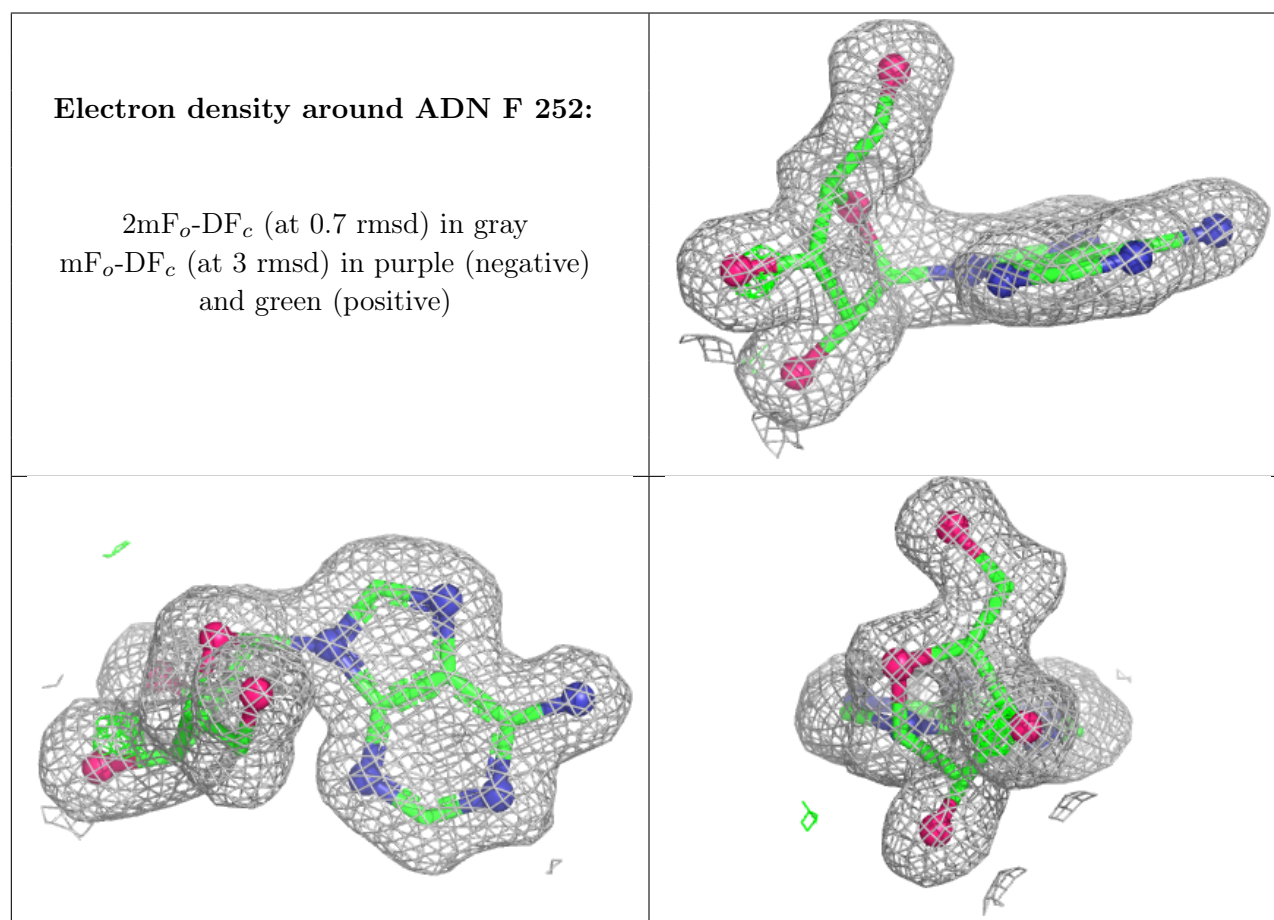 Electron density around ADN F 252:
2mFo-DFc (at 0.7 rmsd) in gray
mFo-DFc (at 3 rmsd) in purple (negative)
and green (positive)